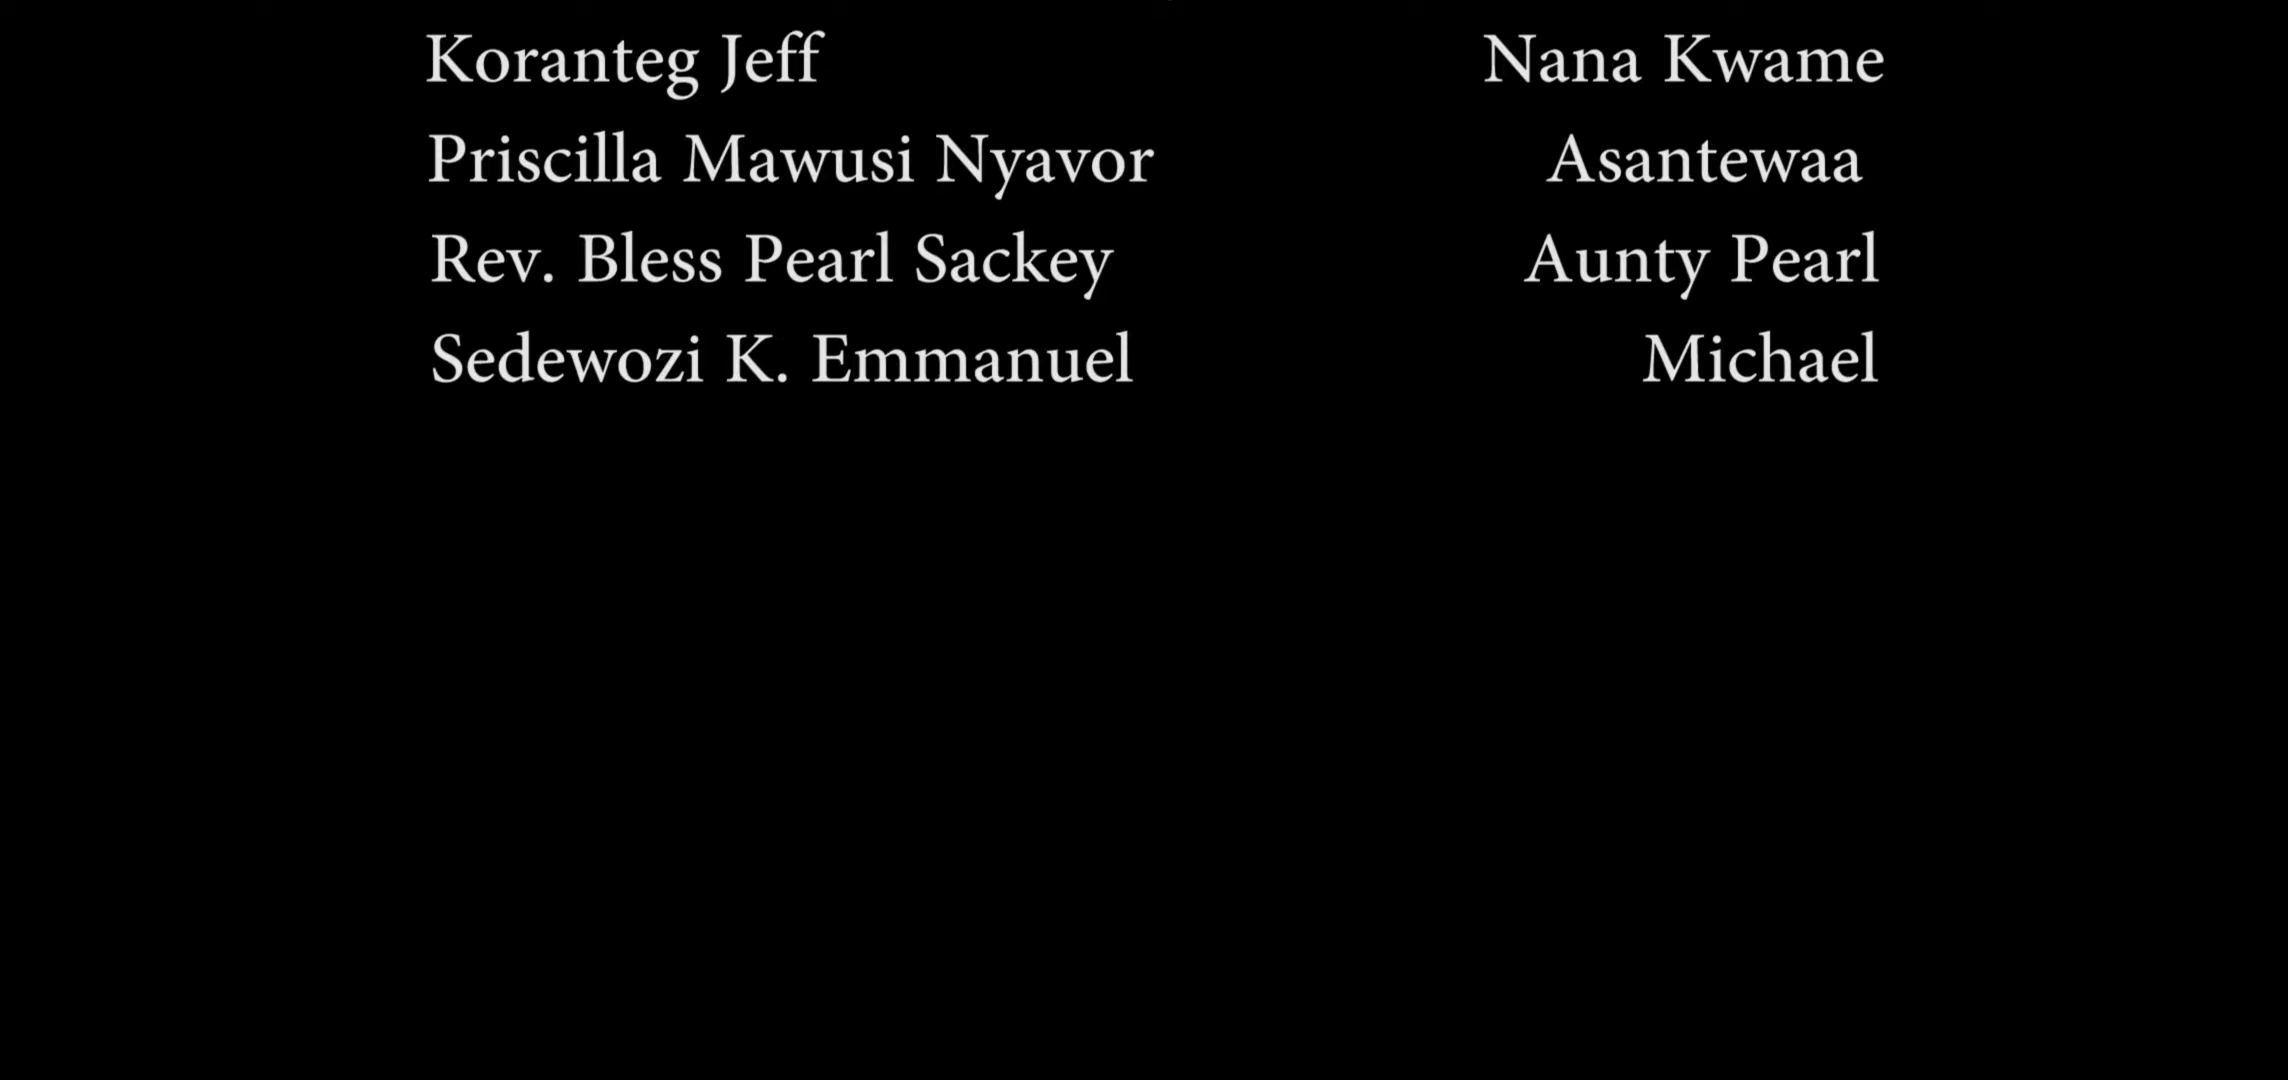 Koranteg Jeff Nana Kwame
Priscilla Mawusi Nyavor Asantewaa
Rev. Bless Pearl Sackey Aunty Pearl
Sedewozi K. Emmanuel Michael